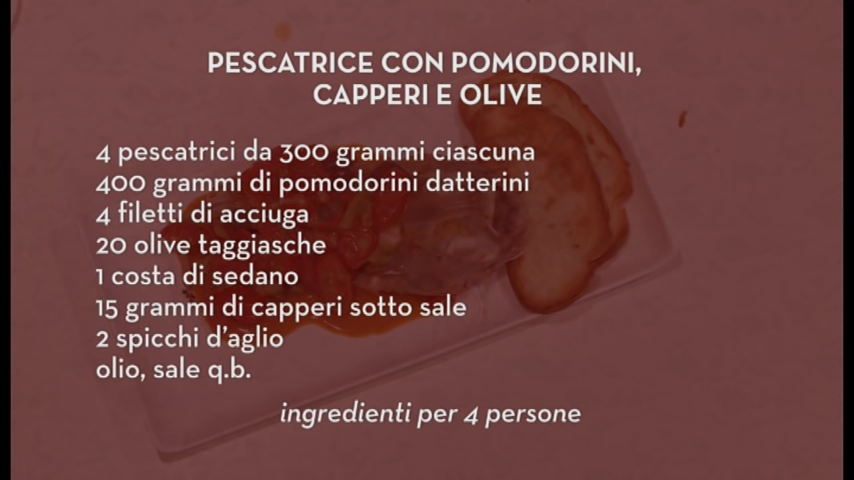 PESCATRICE CON POMODORINI,
CAPPERI E OLIVE
4 pescatrici da 300 grammi ciascuna
400 grammi di pomodorini datterini
4 filetti di acciuga
20 olive taggiasche
1 costa di sedano
15 grammi di capperi sotto sale
2 spicchi d'aglio
olio, sale q.b.
ingredienti per 4 persone